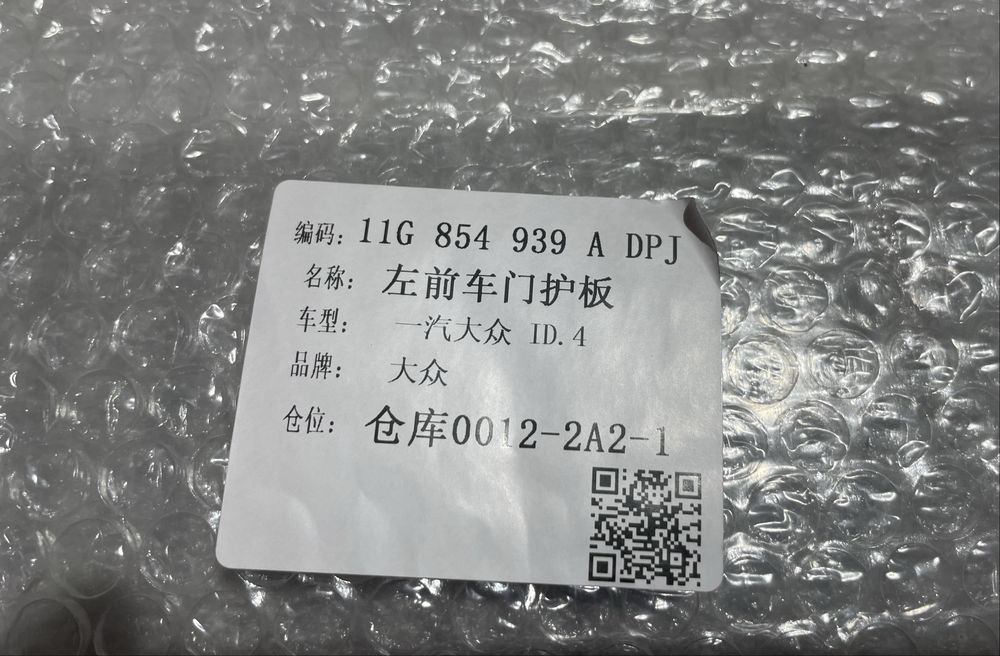 编码: 11G 854 939 A DPJ
名称: 左前车门护板
车型: 一汽大众 ID.4
品牌: 大众
仓位: 仓库0012-2A2-1